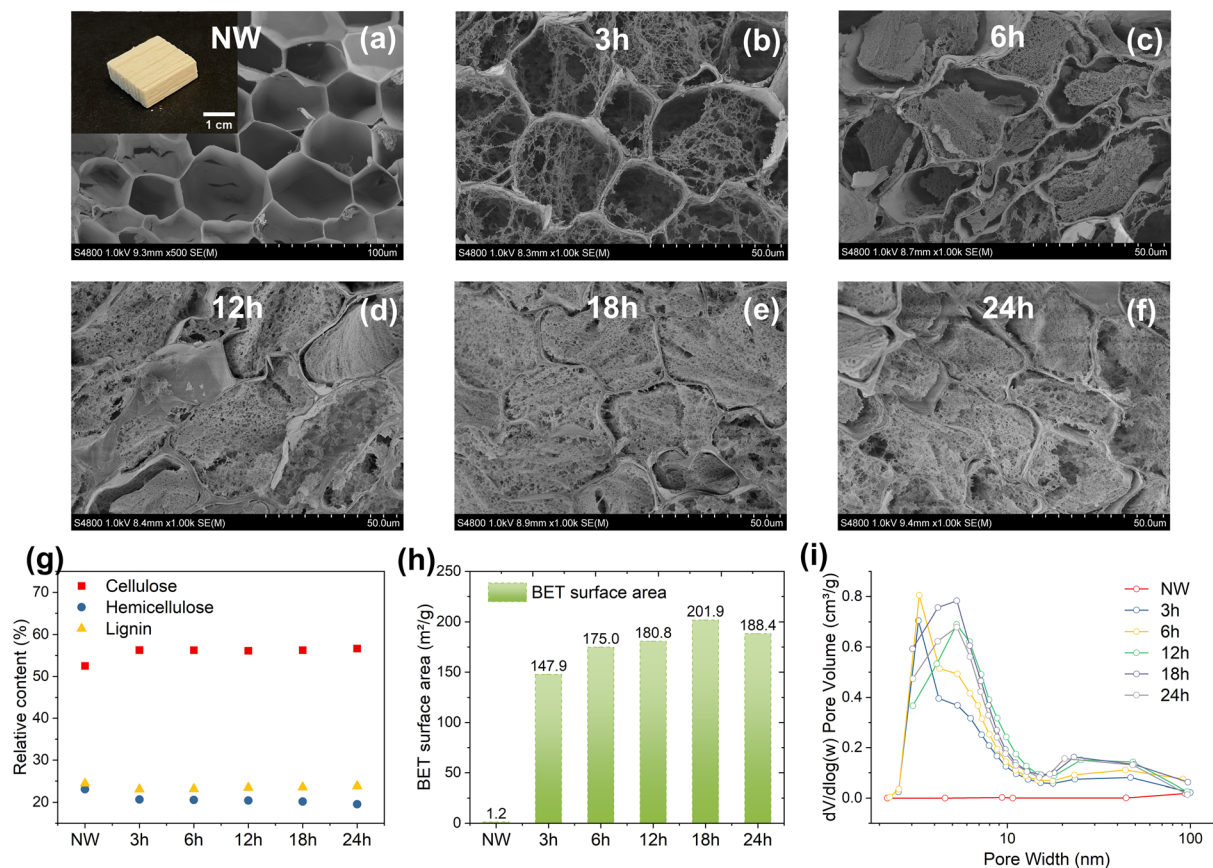 NW (a)
1 cm
S4800 1.0kV 9.3mm x500 SE(M) 100um
3h (b)
S4800 1.0kV 8.3mm x1.00k SE(M) 50.0um
6h (c)
S4800 1.0kV 8.7mm x1.00k SE(M) 50.0um
12h (d)
S4800 1.0kV 8.4mm x1.00k SE(M) 50.0um
18h (e)
S4800 1.0kV 8.9mm x1.00k SE(M) 50.0um
24h (f)
S4800 1.0kV 9.4mm x1.00k SE(M) 50.0um
(g)
Cellulose
Hemicellulose
Lignin
Relative content (%)
70
60
50
40
30
20
NW 3h 6h 12h 18h 24h
(h)
BET surface area
BET surface area (m²/g)
250
200
150
100
50
0
1.2
147.9
175.0
180.8
201.9
188.4
NW 3h 6h 12h 18h 24h
(i)
NW
3h
6h
12h
18h
24h
dV/dlog(w) Pore Volume (cm³/g)
0.8
0.6
0.4
0.2
0.0
10 100
Pore Width (nm)